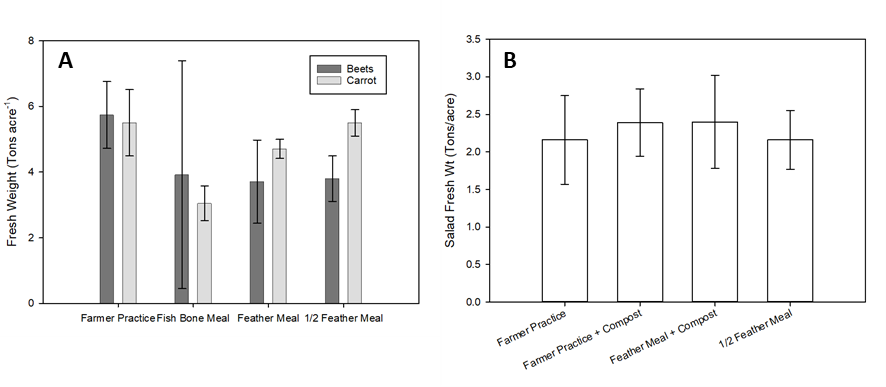 A
Beets
Carrot
Fresh Weight (Tons acre⁻¹)
8
6
4
2
0
Farmer Practice Fish Bone Meal Feather Meal 1/2 Feather Meal
B
Salad Fresh Wt (Tons/acre)
3.5
3.0
2.5
2.0
1.5
1.0
0.5
0.0
Farmer Practice
Farmer Practice + Compost
Feather Meal + Compost
1/2 Feather Meal